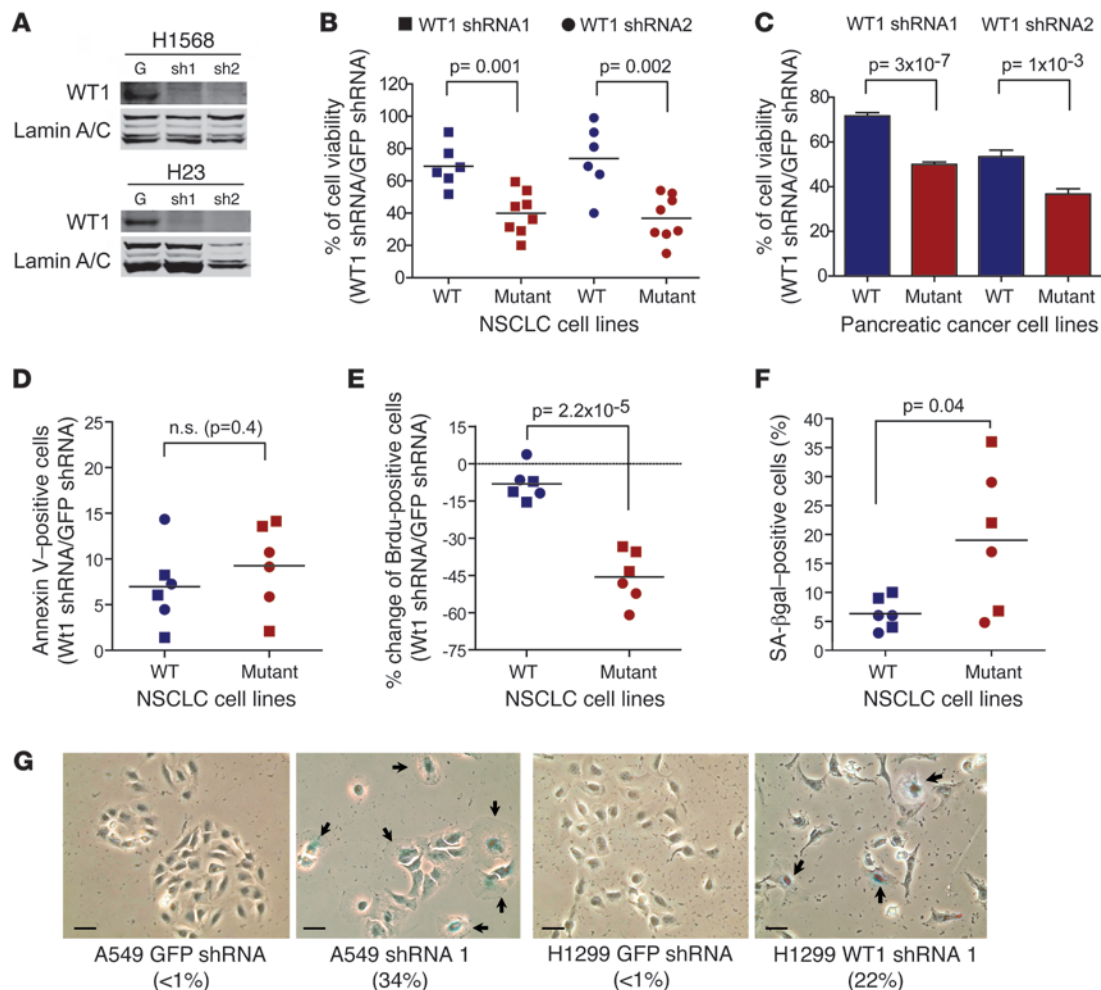 A
H1568
G sh1 sh2
WT1
Lamin A/C
H23
G sh1 sh2
WT1
Lamin A/C
B
WT1 shRNA1 WT1 shRNA2
p= 0.001 p= 0.002
% of cell viability
(WT1 shRNA/GFP shRNA)
120
100
80
60
40
20
0
WT Mutant WT Mutant
NSCLC cell lines
C
WT1 shRNA1 WT1 shRNA2
p= 3x10-7 p= 1x10-3
% of cell viability
(WT1 shRNA/GFP shRNA)
80
60
40
20
0
WT Mutant WT Mutant
Pancreatic cancer cell lines
D
n.s. (p=0.4)
Annexin V–positive cells
(Wt1 shRNA/GFP shRNA)
25
20
15
10
5
0
WT Mutant
NSCLC cell lines
E
p= 2.2x10-5
% change of Brdu-positive cells
(Wt1 shRNA/GFP shRNA)
15
0
-15
-30
-45
-60
-75
WT Mutant
NSCLC cell lines
F
p= 0.04
SA-βgal–positive cells (%)
40
35
30
25
20
15
10
5
0
WT Mutant
NSCLC cell lines
G
A549 GFP shRNA
(<1%)
A549 shRNA 1
(34%)
H1299 GFP shRNA
(<1%)
H1299 WT1 shRNA 1
(22%)